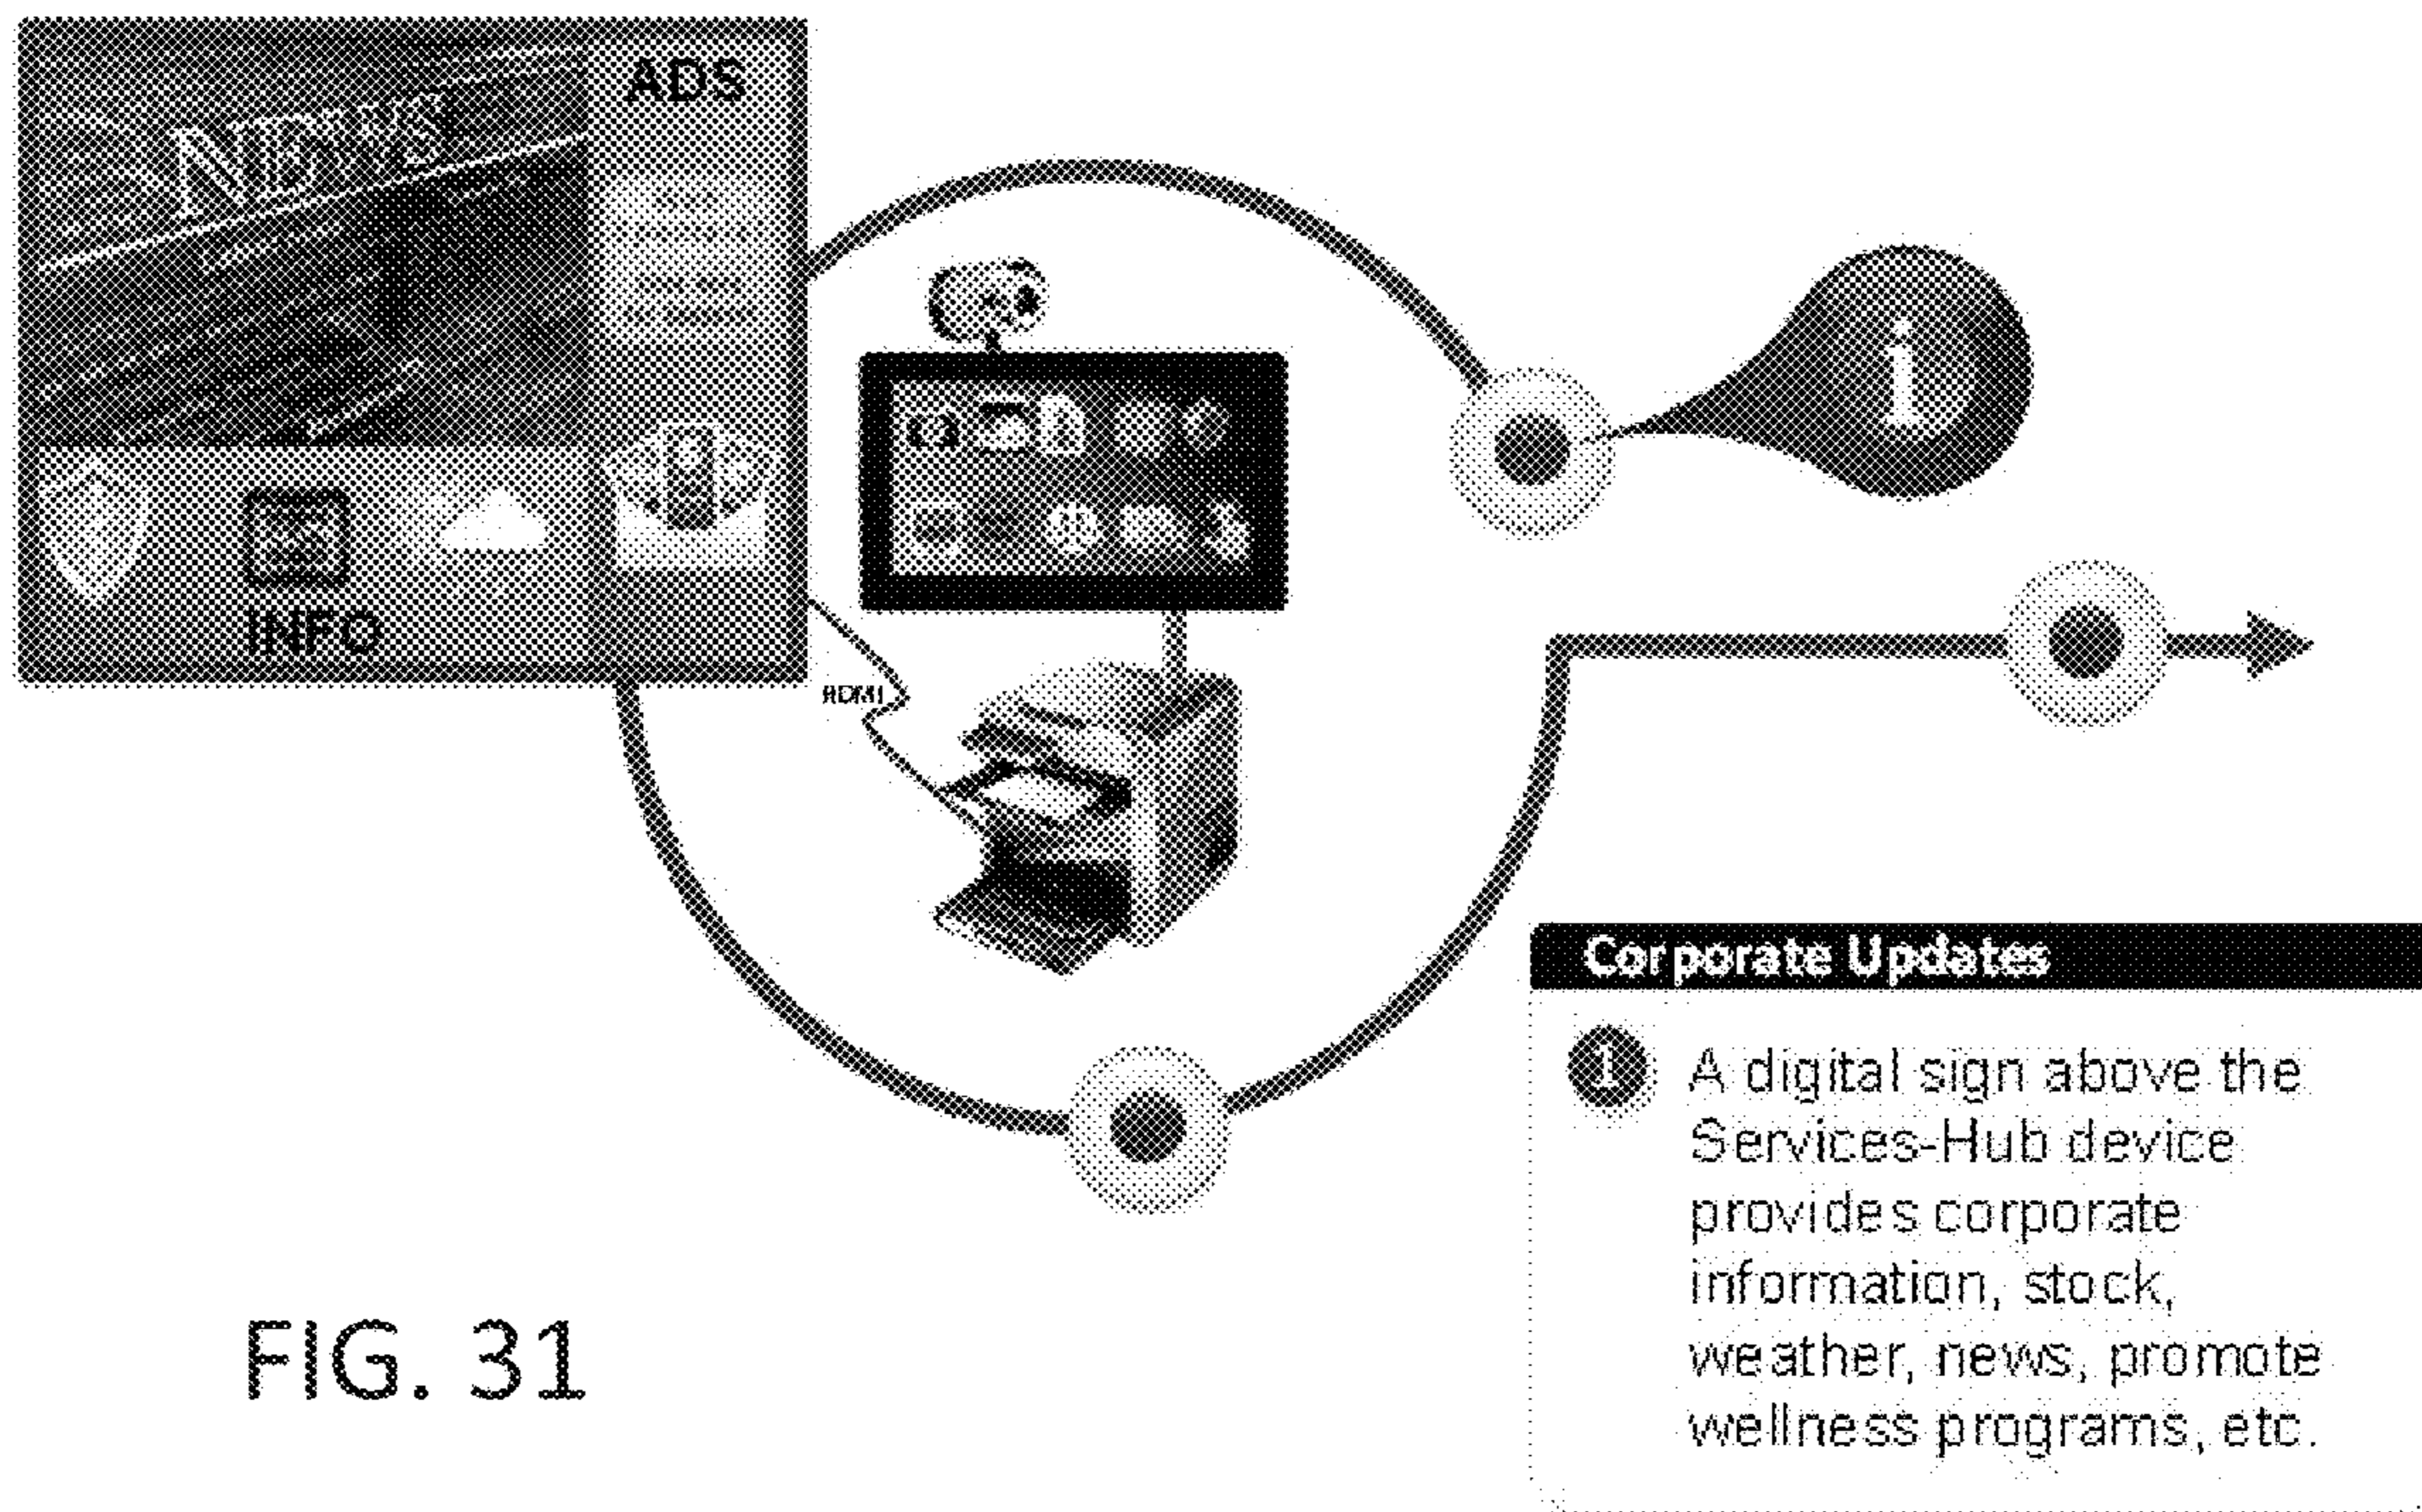 NEWS
ADS
INFO
HDMI
i
Corporate Updates
1 A digital sign above the
Services-Hub device
provides corporate
information, stock,
weather, news, promote
wellness programs, etc.
FIG. 31